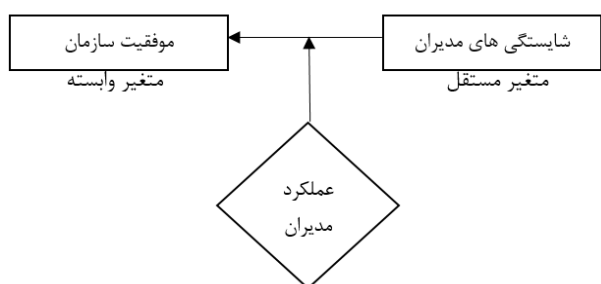 شایستگی های مدیران
موفقیت سازمان
متغیر مستقل
متغیر وابسته
عملکرد
مدیران